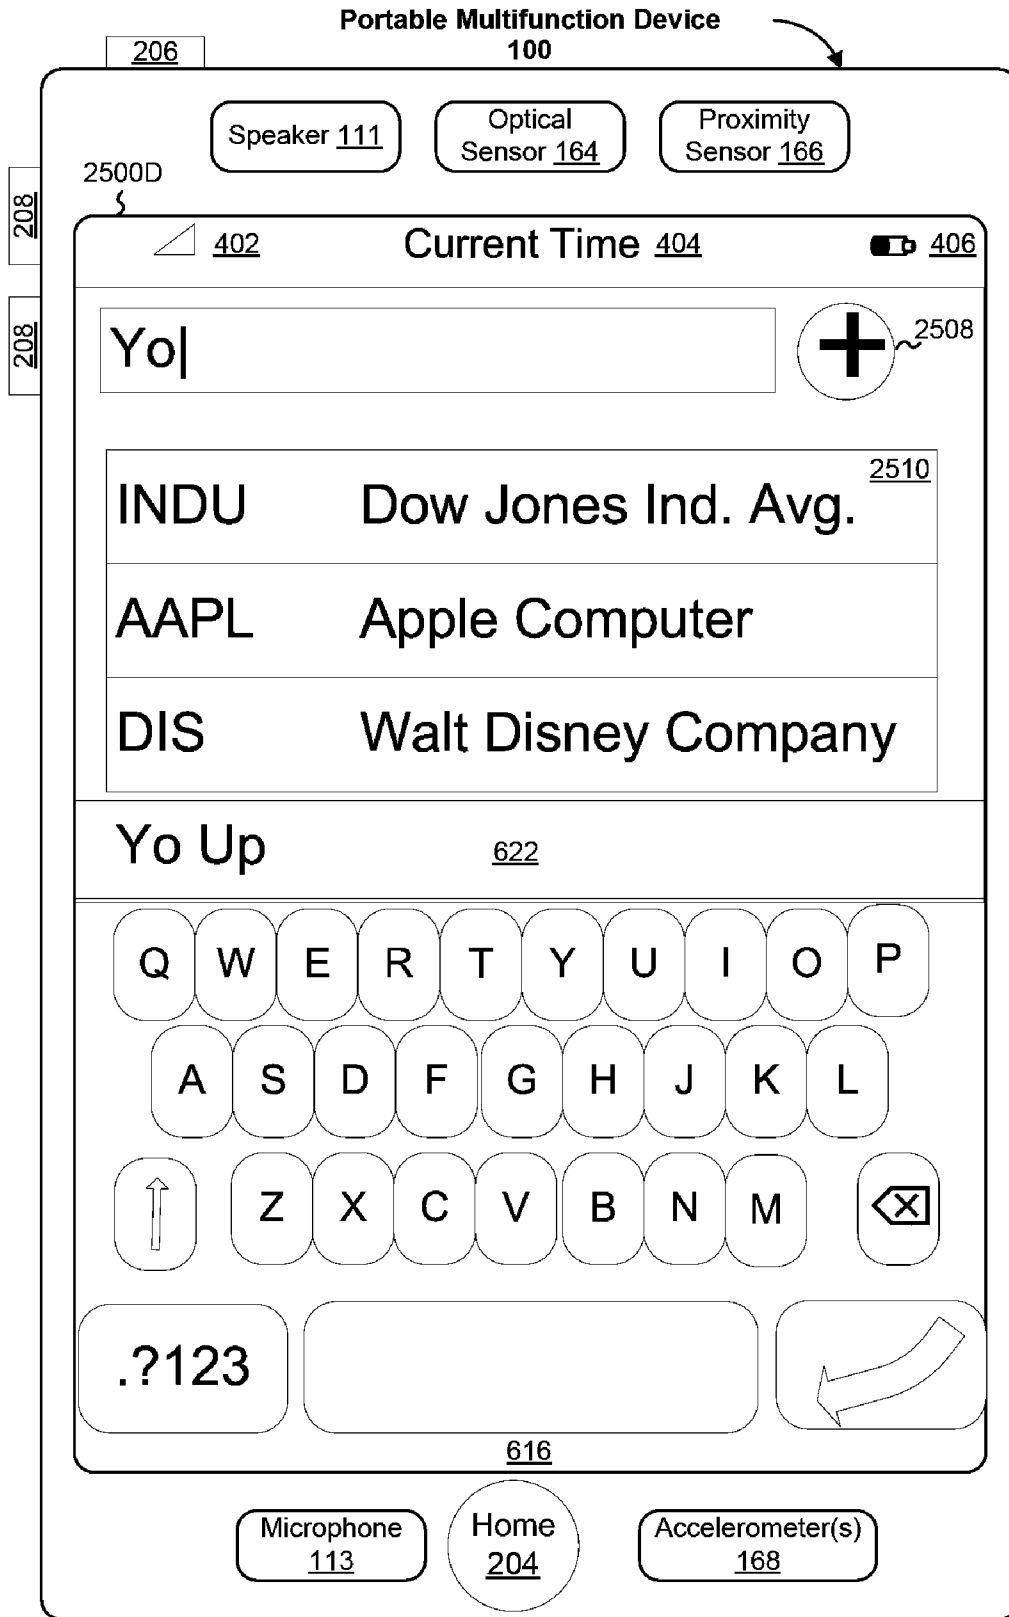 Portable Multifunction Device
100
206
Speaker 111
Optical
Sensor 164
Proximity
Sensor 166
2500D
208
208
402
Current Time 404
406
Yo
2508
2510
INDU Dow Jones Ind. Avg.
AAPL Apple Computer
DIS Walt Disney Company
Yo Up
622
Q W E R T Y U I O P
A S D F G H J K L
Z X C V B N M
.?123
616
Microphone
113
Home
204
Accelerometer(s)
168